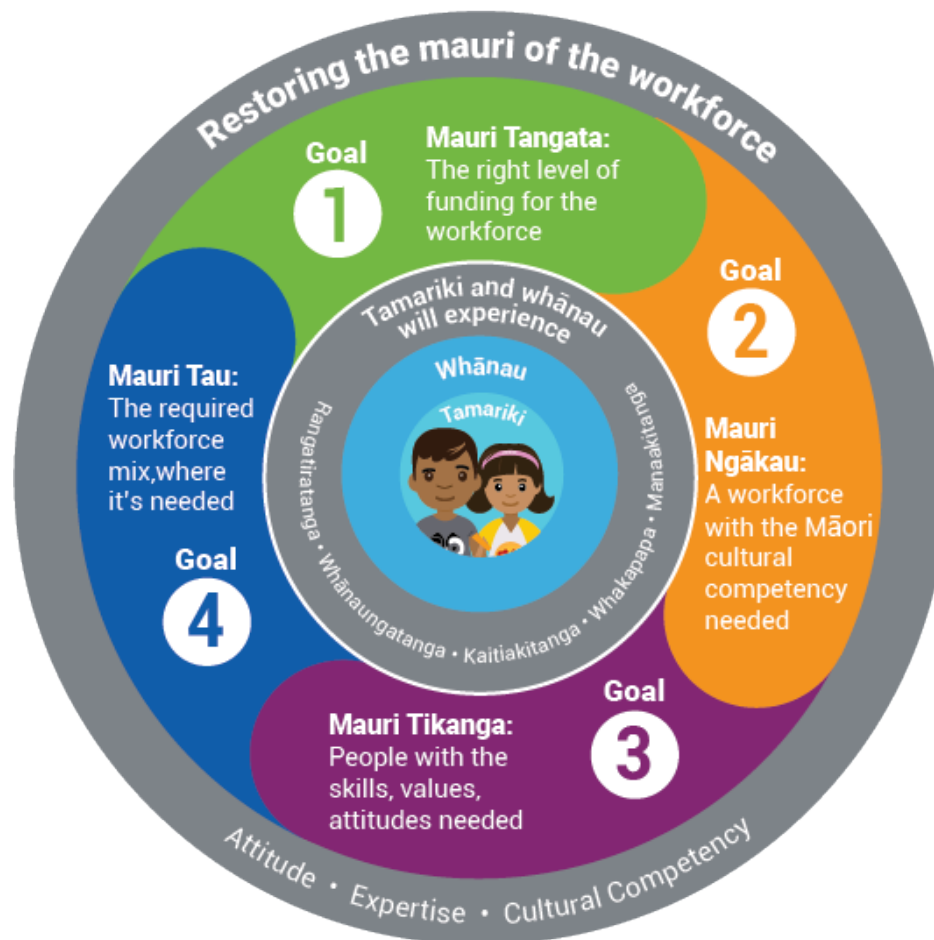 Restoring the mauri of the workforce
Goal
1
Mauri Tangata:
The right level of
funding for the
workforce
Goal
2
Mauri
Ngākau:
A workforce
with the Māori
cultural
competency
needed
Goal
3
Mauri Tikanga:
People with the
skills, values,
attitudes needed
Mauri Tau:
The required
workforce
mix,where
it's needed
Goal
4
Tamariki and whānau
will experience
Rangatiratanga • Whānaungatanga • Kaitiakitanga • Whakapapa • Manaakitanga
Whānau
Tamariki
Attitude • Expertise • Cultural Competency